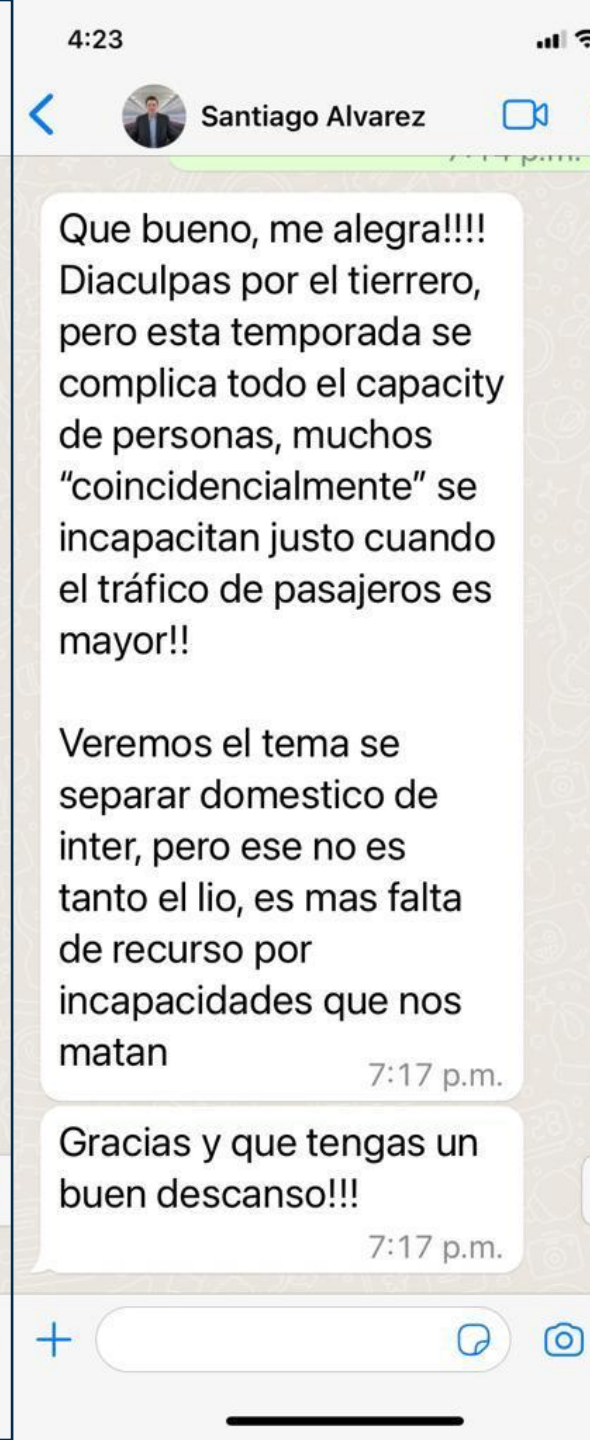 4:23
Santiago Alvarez
Que bueno, me alegra!!!!
Diaculpas por el tierrero,
pero esta temporada se
complica todo el capacity
de personas, muchos
“coincidencialmente” se
incapacitan justo cuando
el tráfico de pasajeros es
mayor!!
Veremos el tema se
separar domestico de
inter, pero ese no es
tanto el lio, es mas falta
de recurso por
incapacidades que nos
matan
7:17 p.m.
Gracias y que tengas un
buen descanso!!!
7:17 p.m.